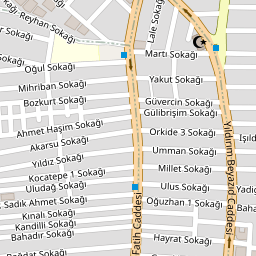 Reyhan Sokağı
Lale Sokağı
Sokağı
Martı Sokağı
Oğul Sokağı
Yakut Sokağı
Mihriban Sokağı
Bozkurt Sokağı
Güvercin Sokağı
Gülibrişim Sokağı
Ahmet Haşim Sokağı
Orkide 3 Sokağı
Yıldırım Beyazıd Caddesi
Akarsu Sokağı
Umman Sokağı
Yıldız Sokağı
Millet Sokağı
Kocatepe 1 Sokağı
Uludağ Sokağı
Ulus Sokağı
Sadık Ahmet Sokağı
Oğuzhan 1 Sokağı
Kınalı Sokağı
Kandilli Sokağı
Bahadır Sokağı
Fatih Caddesi
Hayrat Sokağı